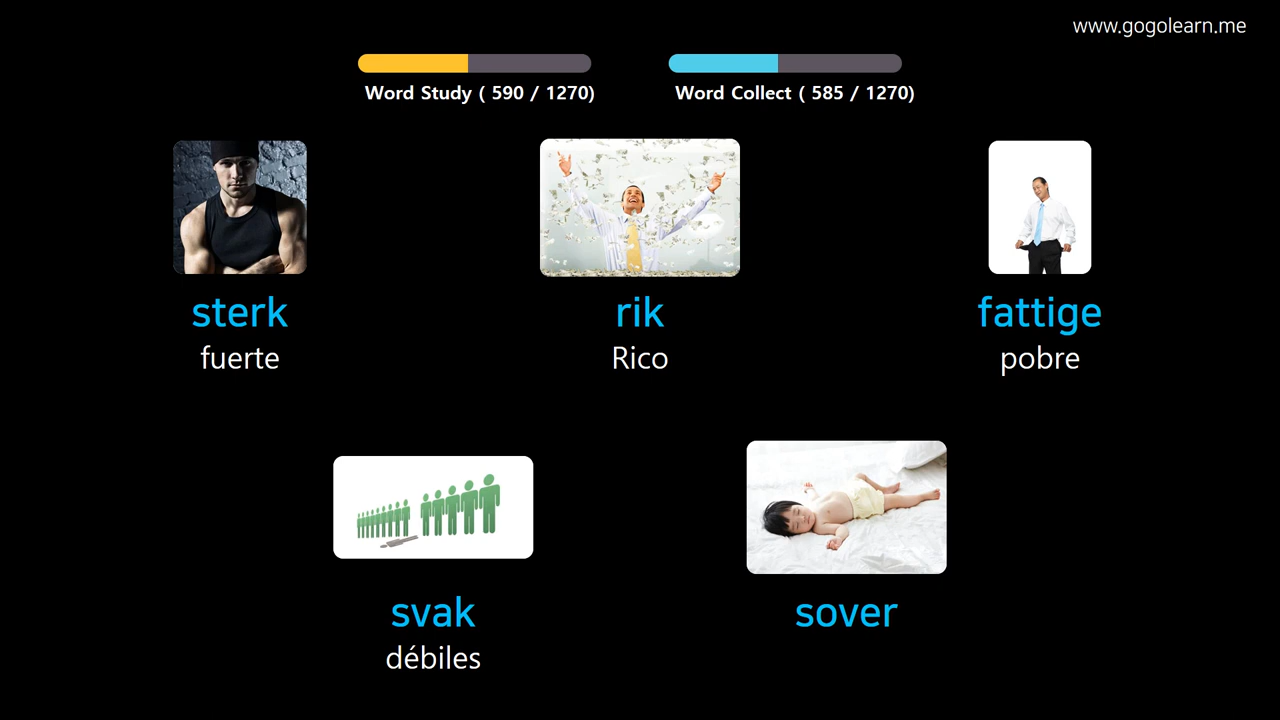 www.gogolearn.me
Word Study ( 590 / 1270)
Word Collect ( 585 / 1270)
sterk
fuerte
rik
Rico
fattige
pobre
svak
débiles
sover